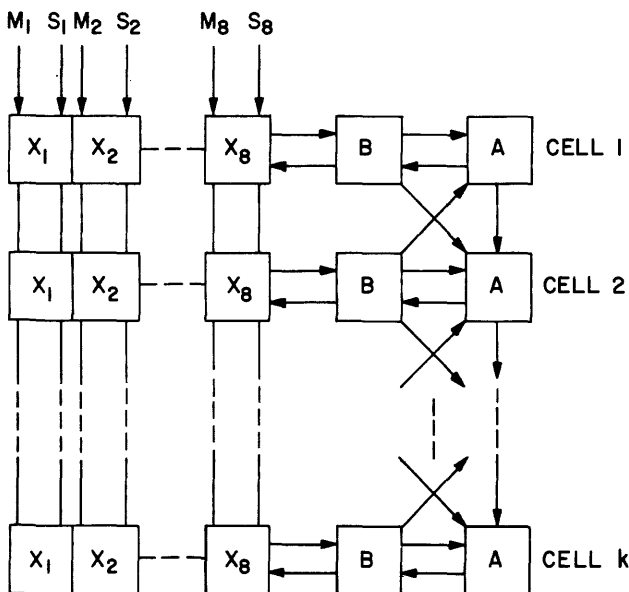 M₁ S₁ M₂ S₂ M₈ S₈
X₁ X₂ X₈ B A CELL 1
X₁ X₂ X₈ B A CELL 2
X₁ X₂ X₈ B A CELL k